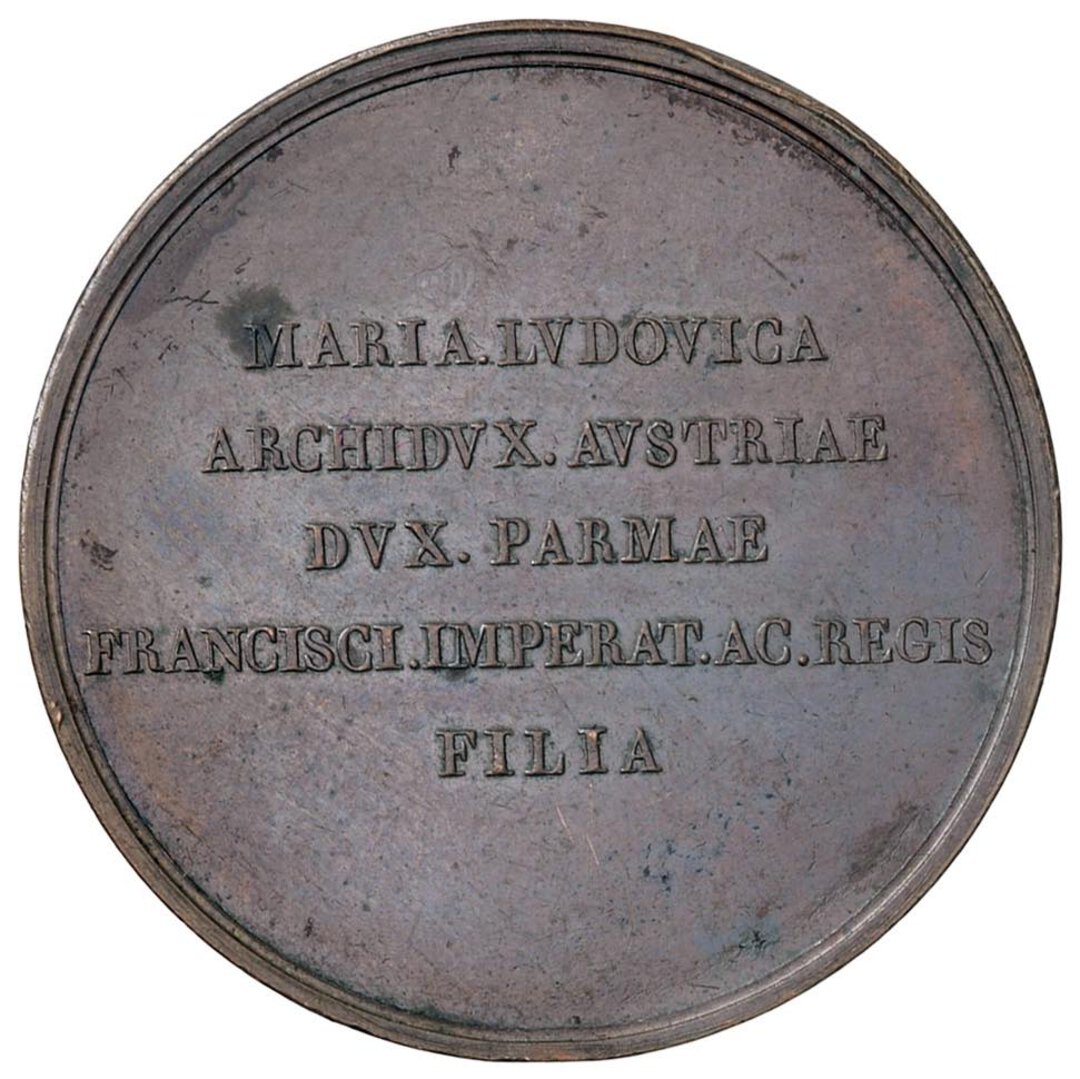 MARIA.LVDOVICA
ARCHIDVX.AVSTRIAE
DVX. PARMAE
FRANCISCI.IMPERAT.AC.REGIS
FILIA